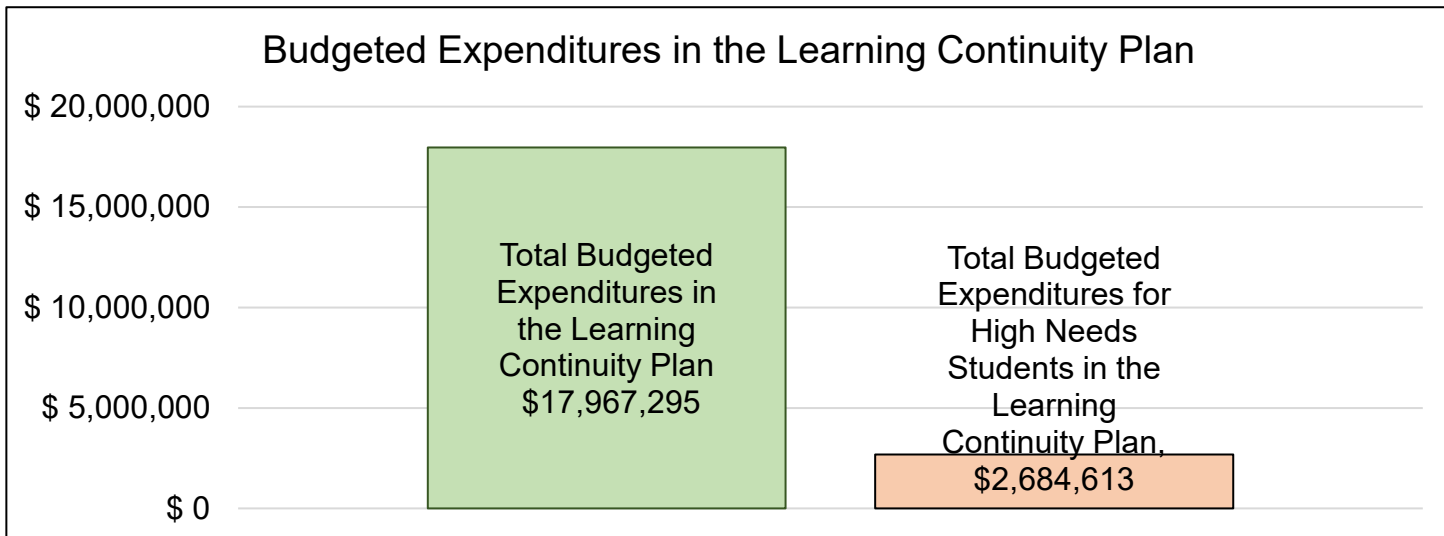 Budgeted Expenditures in the Learning Continuity Plan
$ 20,000,000
$ 15,000,000
$ 10,000,000
$ 5,000,000
$ 0
Total Budgeted
Expenditures in
the Learning
Continuity Plan
$17,967,295
Total Budgeted
Expenditures for
High Needs
Students in the
Learning
Continuity Plan,
$2,684,613